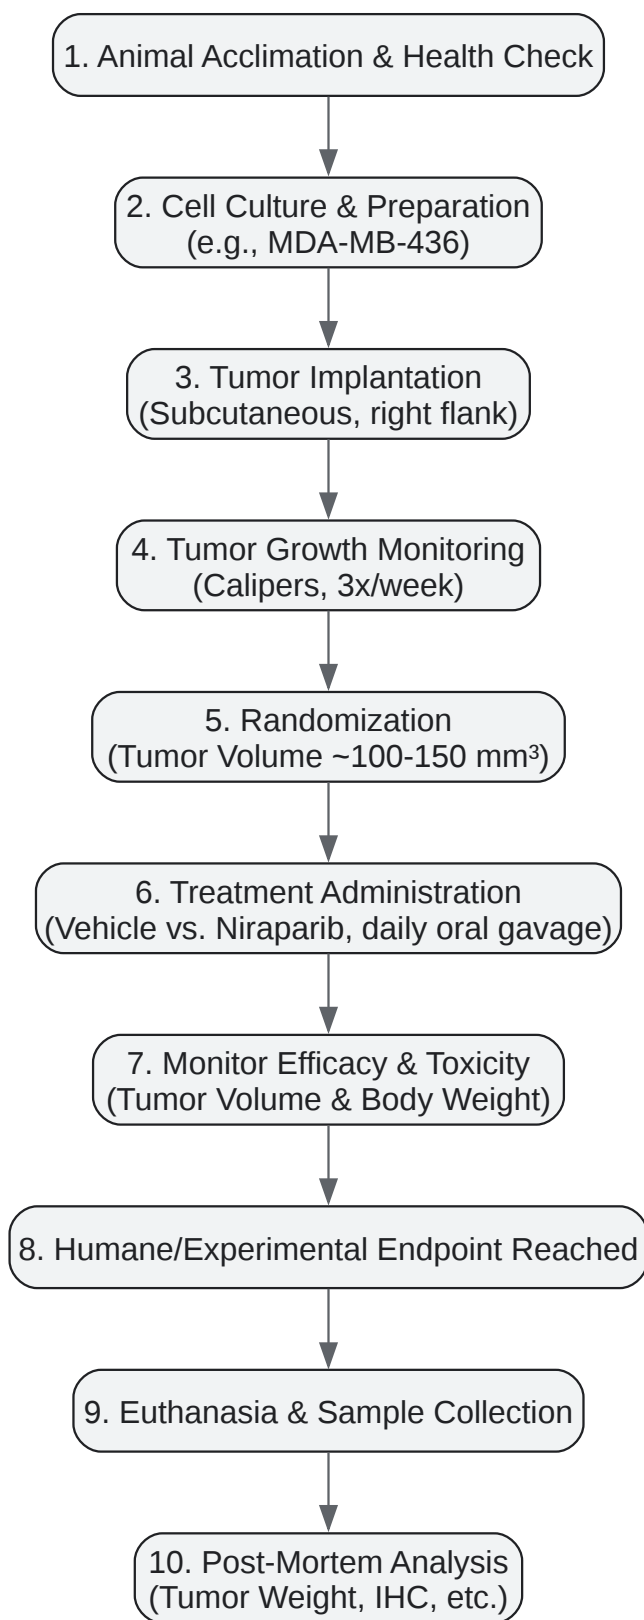 1. Animal Acclimation & Health Check
2. Cell Culture & Preparation
(e.g., MDA-MB-436)
3. Tumor Implantation
(Subcutaneous, right flank)
4. Tumor Growth Monitoring
(Calipers, 3x/week)
5. Randomization
(Tumor Volume ~100-150 mm³)
6. Treatment Administration
(Vehicle vs. Niraparib, daily oral gavage)
7. Monitor Efficacy & Toxicity
(Tumor Volume & Body Weight)
8. Humane/Experimental Endpoint Reached
9. Euthanasia & Sample Collection
10. Post-Mortem Analysis
(Tumor Weight, IHC, etc.)